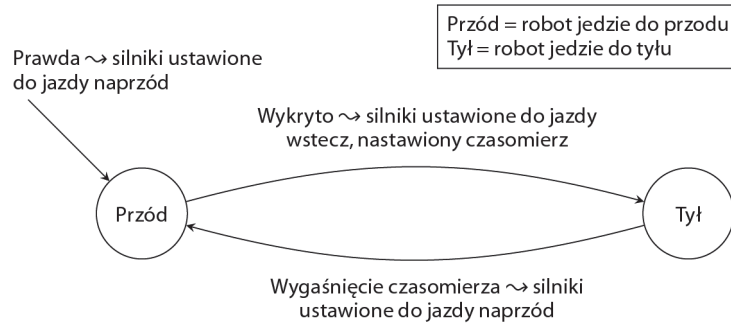 Przód = robot jedzie do przodu
Tył = robot jedzie do tyłu
Prawda ⤳ silniki ustawione
do jazdy naprzód
Wykryto ⤳ silniki ustawione do jazdy
wstecz, nastawiony czasomierz
Przód
Tył
Wygaśnięcie czasomierza ⤳ silniki
ustawione do jazdy naprzód